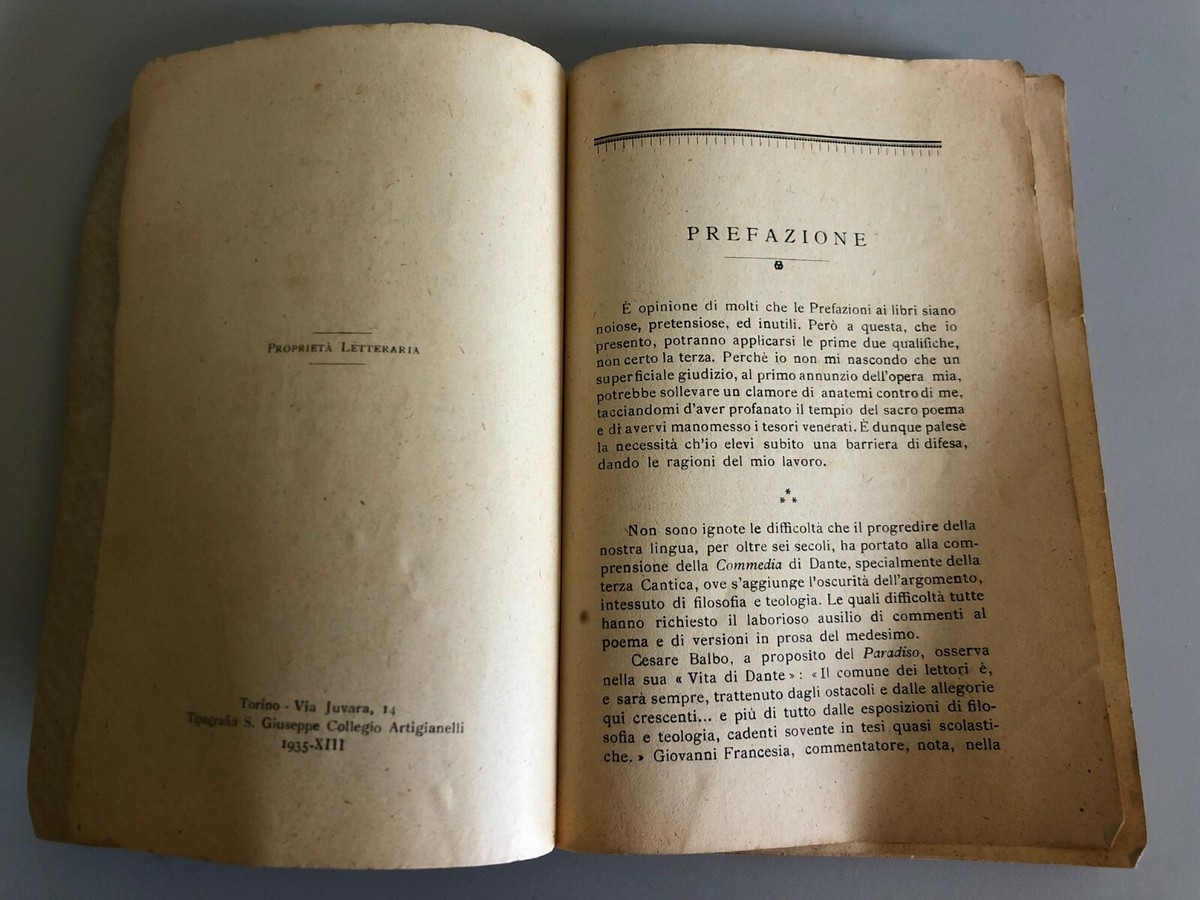 PROPRIETÀ LETTERARIA
Torino - Via Juvara, 14
Tipografia S. Giuseppe Collegio Artigianelli
1935-XIII
PREFAZIONE
È opinione di molti che le Prefazioni ai libri siano
noiose, pretensiose, ed inutili. Però a questa, che io
presento, potranno applicarsi le prime due qualifiche,
non certo la terza. Perchè io non mi nascondo che un
superficiale giudizio, al primo annunzio dell'opera mia,
potrebbe sollevare un clamore di anatemi contro di me,
tacciandomi d'aver profanato il tempio del sacro poema
e di avervi manomesso i tesori venerati. È dunque palese
la necessità ch'io elevi subito una barriera di difesa,
dando le ragioni del mio lavoro.
***
Non sono ignote le difficoltà che il progredire della
nostra lingua, per oltre sei secoli, ha portato alla com-
prensione della Commedia di Dante, specialmente della
terza Cantica, ove s'aggiunge l'oscurità dell'argomento,
intessuto di filosofia e teologia. Le quali difficoltà tutte
hanno richiesto il laborioso ausilio di commenti al
poema e di versioni in prosa del medesimo.
Cesare Balbo, a proposito del Paradiso, osserva
nella sua « Vita di Dante »: « Il comune dei lettori è,
e sarà sempre, trattenuto dagli ostacoli e dalle allegorie
qui crescenti... e più di tutto dalle esposizioni di filo-
sofia e teologia, cadenti sovente in tesi quasi scolasti-
che. » Giovanni Francesia, commentatore, nota, nella